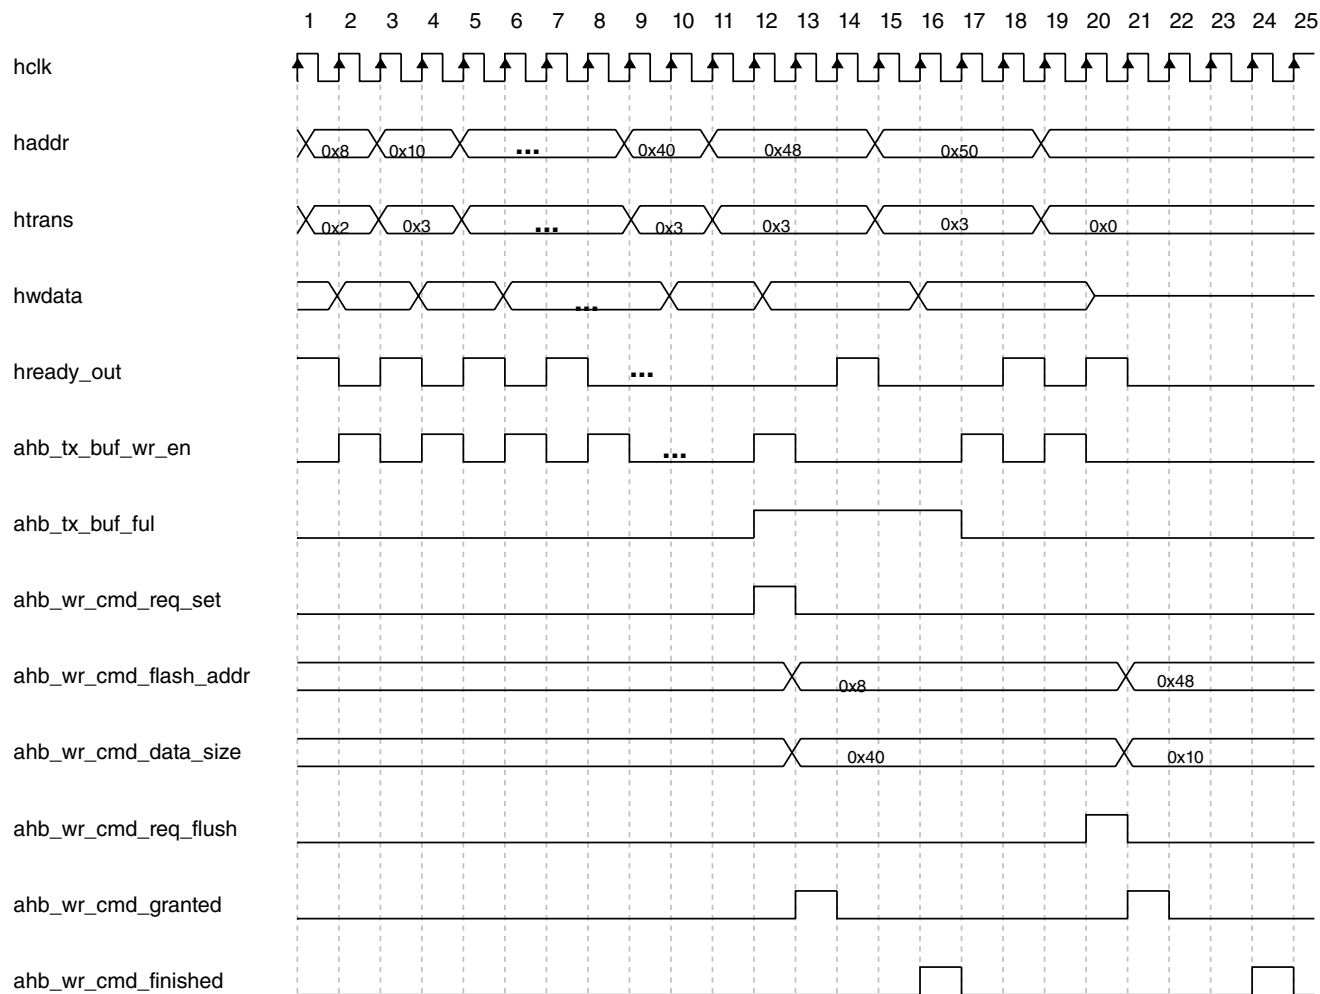 1 2 3 4 5 6 7 8 9 10 11 12 13 14 15 16 17 18 19 20 21 22 23 24 25
hclk
haddr 0x8 0x10 ... 0x40 0x48 0x50
htrans 0x2 0x3 ... 0x3 0x3 0x3 0x0
hwdata ...
hready_out ...
ahb_tx_buf_wr_en ...
ahb_tx_buf_ful
ahb_wr_cmd_req_set
ahb_wr_cmd_flash_addr 0x8 0x48
ahb_wr_cmd_data_size 0x40 0x10
ahb_wr_cmd_req_flush
ahb_wr_cmd_granted
ahb_wr_cmd_finished